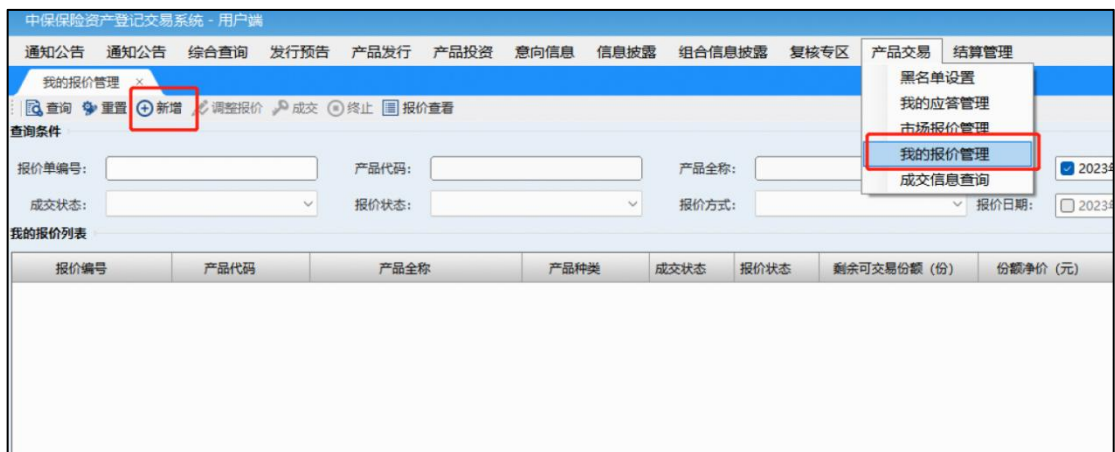 中保保险资产登记交易系统 - 用户端
通知公告 通知公告 综合查询 发行预告 产品发行 产品投资 意向信息 信息披露 组合信息披露 复核专区 产品交易 结算管理
我的报价管理 ×
黑名单设置
查询 重置 新增 调整报价 成交 终止 报价查看
我的应答管理
查询条件
市场报价管理
我的报价管理
报价单编号: 产品代码: 产品全称: 2023
成交信息查询
成交状态: 报价状态: 报价方式: 报价日期: 2023
我的报价列表
报价编号 产品代码 产品全称 产品种类 成交状态 报价状态 剩余可交易份额 (份) 份额净价 (元)